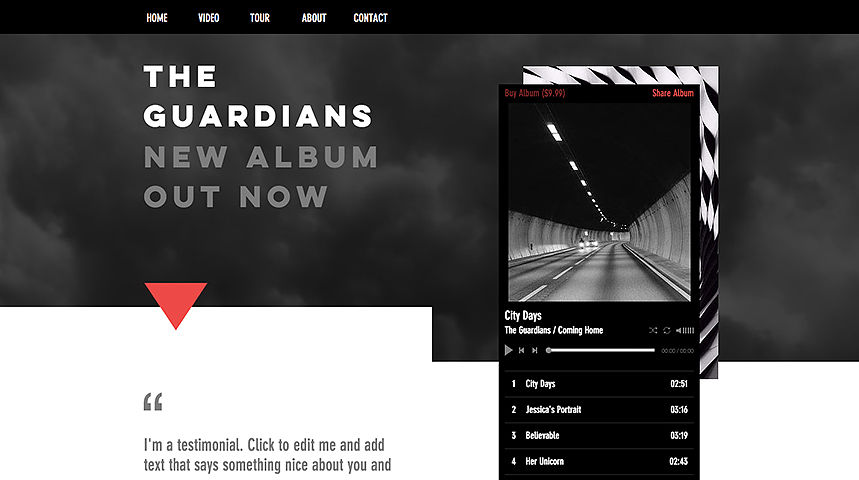 HOME VIDEO TOUR ABOUT CONTACT
THE
GUARDIANS
NEW ALBUM
OUT NOW
Buy Album ($9.99) Share Album
City Days
The Guardians / Coming Home
00:00 / 00:00
1 City Days 02:51
2 Jessica's Portrait 03:16
3 Believable 03:19
4 Her Unicorn 02:43
“
I'm a testimonial. Click to edit me and add
text that says something nice about you and